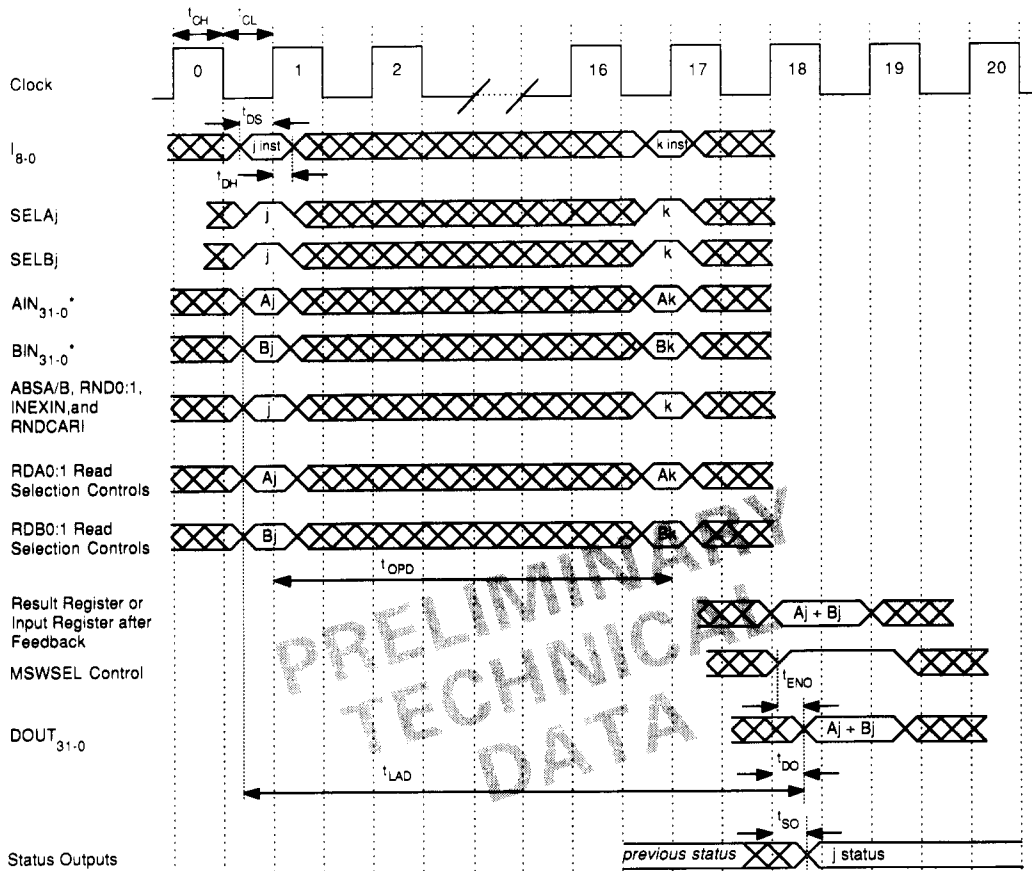 tCH tCL
Clock
0 1 2 16 17 18 19 20
tDS
I8-0
j inst k inst
tDH
SELAj
j k
SELBj
j k
AIN31-0*
Aj Ak
BIN31-0*
Bj Bk
ABSA/B, RND0:1,
INEXIN,and
RNDCARI
j k
RDA0:1 Read
Selection Controls
Aj Ak
RDB0:1 Read
Selection Controls
Bj Bk
tOPD
Result Register or
Input Register after
Feedback
Aj + Bj
MSWSEL Control
tENO
DOUT31-0
Aj + Bj
tDO
tLAD
tSO
Status Outputs
previous status j status
PRELIMINARY
TECHNICAL
DATA